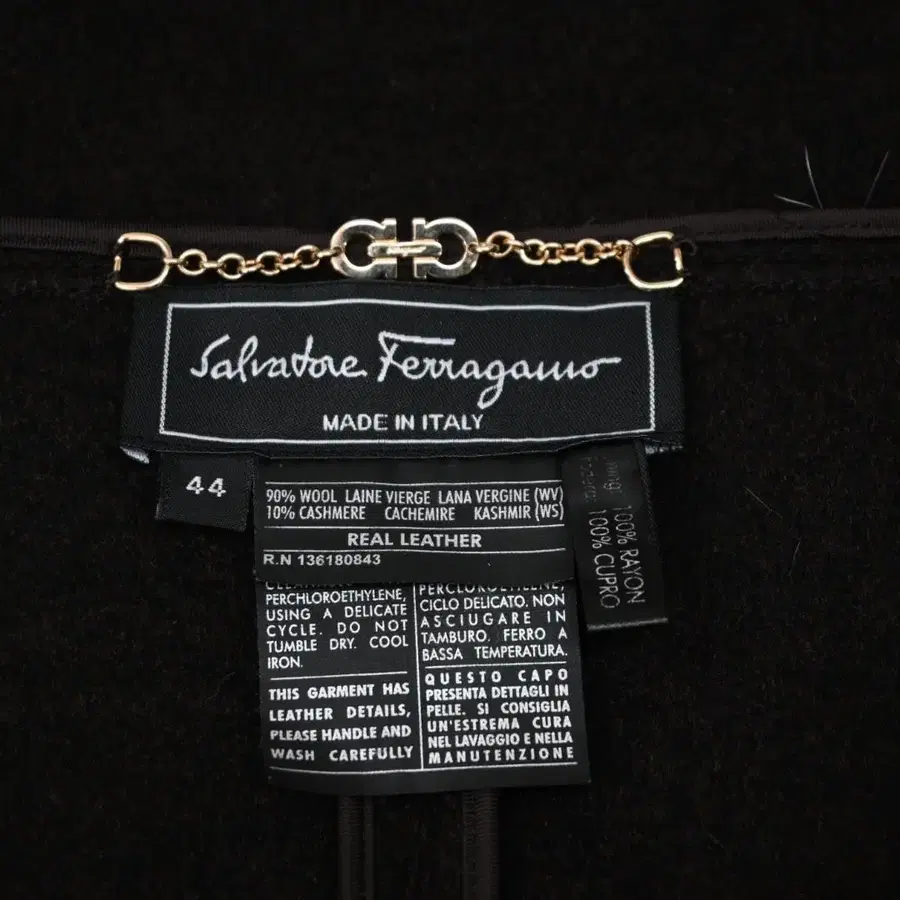 Salvatore Ferragamo
MADE IN ITALY
44
90% WOOL LAINE VIERGE LANA VERGINE (WV)
10% CASHMERE CACHEMIRE KASHMIR (WS)
REAL LEATHER
R.N 136180843
PERCHLOROETHYLENE,
USING A DELICATE
CYCLE. DO NOT
TUMBLE DRY. COOL
IRON.
THIS GARMENT HAS
LEATHER DETAILS,
PLEASE HANDLE AND
WASH CAREFULLY
PERCLOROETILENE,
CICLO DELICATO. NON
ASCIUGARE IN
TAMBURO. FERRO A
BASSA TEMPERATURA.
QUESTO CAPO
PRESENTA DETTAGLI IN
PELLE. SI CONSIGLIA
UN'ESTREMA CURA
NEL LAVAGGIO E NELLA
MANUTENZIONE
100% RAYON
100% CUPRO